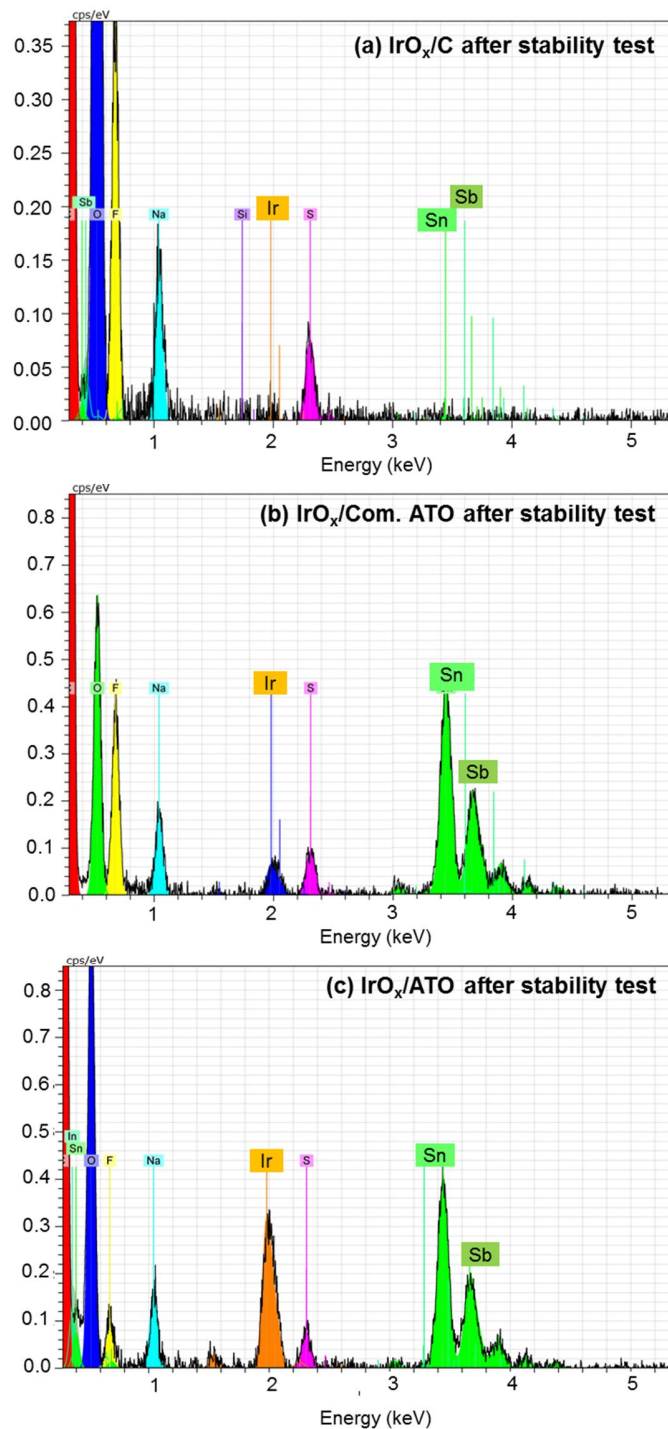 cps/eV
(a) IrOx/C after stability test
0.35
0.30
0.25
0.20
0.15
0.10
0.05
0.00
Sb O F Na Si Ir S Sn Sb
1 2 3 4 5
Energy (keV)
cps/eV
(b) IrOx/Com. ATO after stability test
0.8
0.7
0.6
0.5
0.4
0.3
0.2
0.1
0.0
O F Na Ir S Sn Sb
1 2 3 4 5
Energy (keV)
cps/eV
(c) IrOx/ATO after stability test
0.8
0.7
0.6
0.5
0.4
0.3
0.2
0.1
0.0
In
Sn
O F Na Ir S Sn Sb
1 2 3 4 5
Energy (keV)